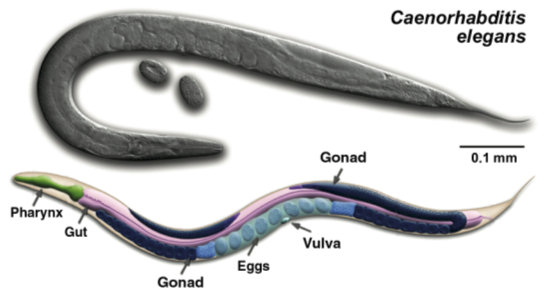 Caenorhabditis
elegans
0.1 mm
Gonad
Pharynx
Gut
Vulva
Eggs
Gonad